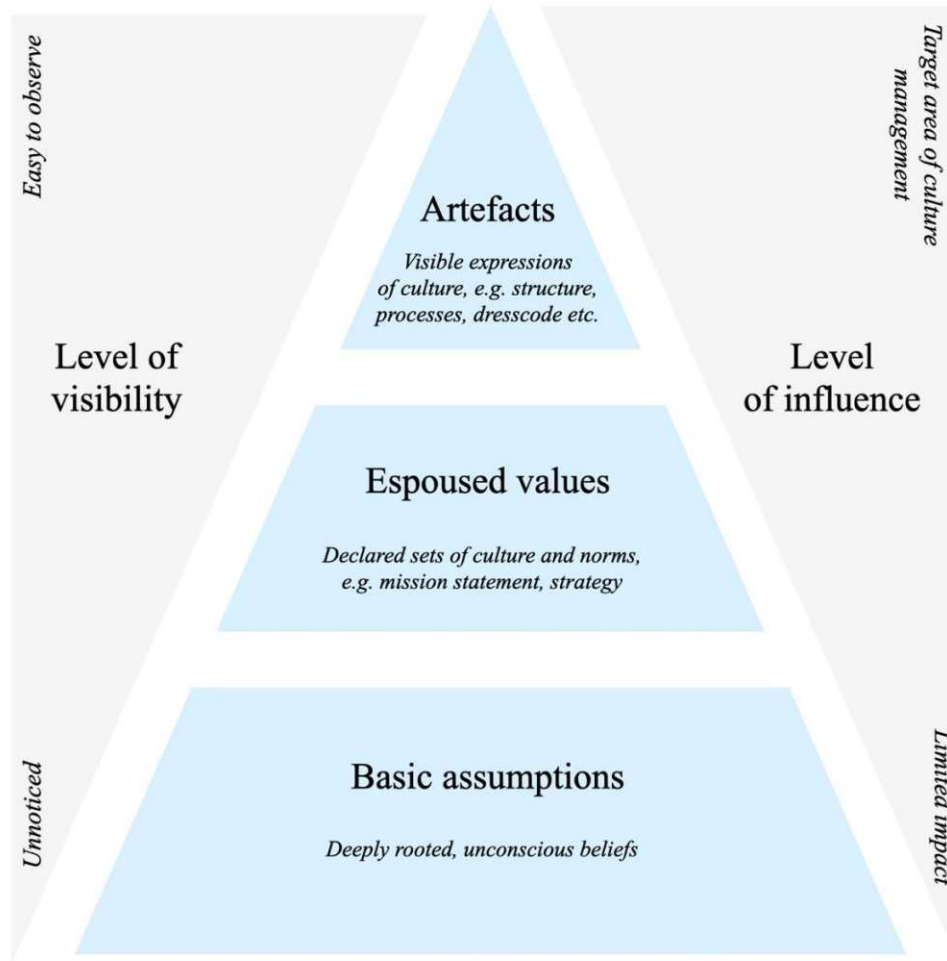 Easy to observe
Target area of culture
management
Artefacts
Visible expressions
of culture, e.g. structure,
processes, dresscode etc.
Level of
visibility
Level
of influence
Espoused values
Declared sets of culture and norms,
e.g. mission statement, strategy
Basic assumptions
Deeply rooted, unconscious beliefs
Unnoticed
Limited impact